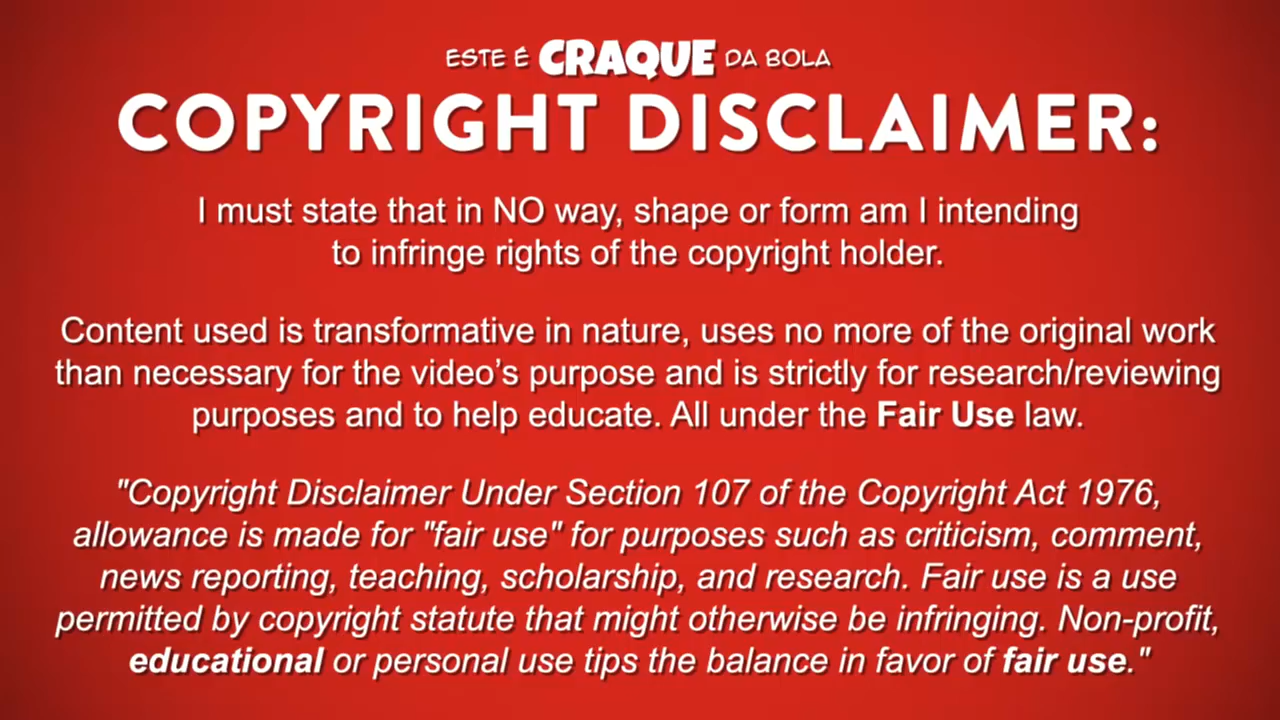 ESTE É CRAQUE DA BOLA
COPYRIGHT DISCLAIMER:
I must state that in NO way, shape or form am I intending
to infringe rights of the copyright holder.
Content used is transformative in nature, uses no more of the original work
than necessary for the video’s purpose and is strictly for research/reviewing
purposes and to help educate. All under the Fair Use law.
"Copyright Disclaimer Under Section 107 of the Copyright Act 1976,
allowance is made for "fair use" for purposes such as criticism, comment,
news reporting, teaching, scholarship, and research. Fair use is a use
permitted by copyright statute that might otherwise be infringing. Non-profit,
educational or personal use tips the balance in favor of fair use."